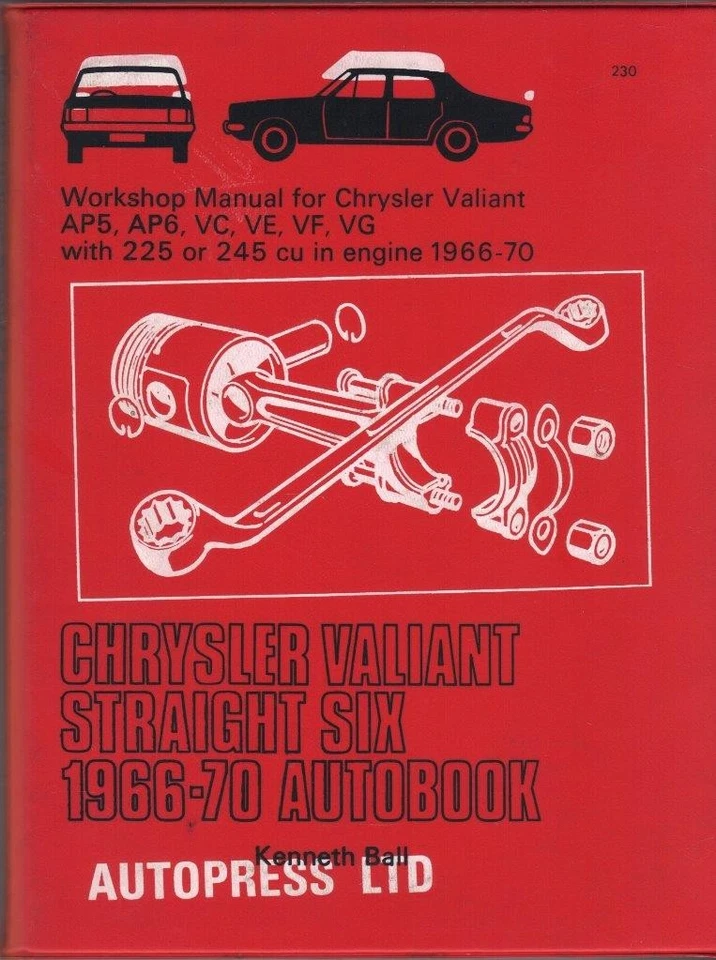 230
Workshop Manual for Chrysler Valiant
AP5, AP6, VC, VE, VF, VG
with 225 or 245 cu in engine 1966-70
CHRYSLER VALIANT
STRAIGHT SIX
1966-70 AUTOBOOK
Kenneth Ball
AUTOPRESS LTD